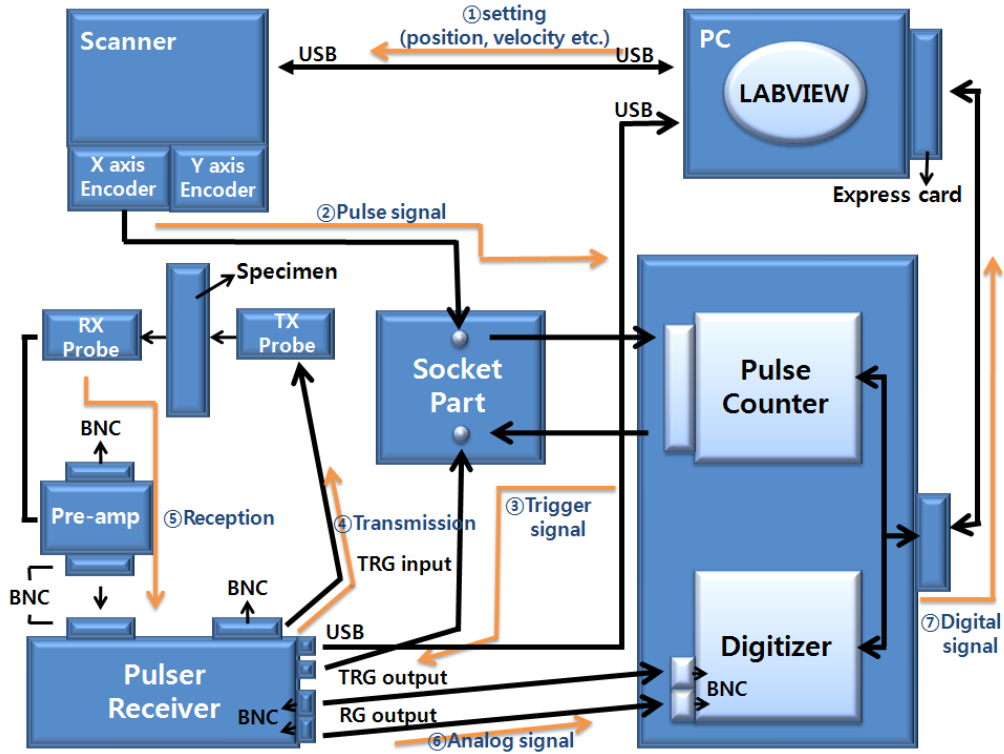 Scanner
①setting
(position, velocity etc.)
USB
USB
PC
LABVIEW
USB
Express card
X axis
Encoder
Y axis
Encoder
②Pulse signal
Specimen
RX
Probe
TX
Probe
Socket
Part
Pulse
Counter
BNC
Pre-amp
⑤Reception
④Transmission
③Trigger
signal
TRG input
BNC
BNC
USB
Pulser
Receiver
TRG output
BNC
RG output
⑥Analog signal
Digitizer
BNC
⑦Digital
signal